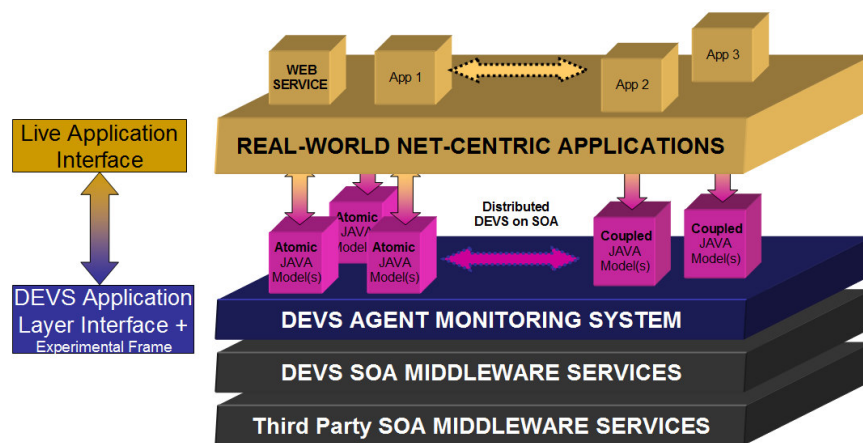 WEB
SERVICE
App 1
App 2
App 3
REAL-WORLD NET-CENTRIC APPLICATIONS
Live Application
Interface
Distributed
DEVS on SOA
Atomic
JAVA
Model(s)
Atomic
JAVA
Model(s)
Atomic
JAVA
Model(s)
Coupled
JAVA
Model(s)
Coupled
JAVA
Model(s)
DEVS Application
Layer Interface +
Experimental Frame
DEVS AGENT MONITORING SYSTEM
DEVS SOA MIDDLEWARE SERVICES
Third Party SOA MIDDLEWARE SERVICES